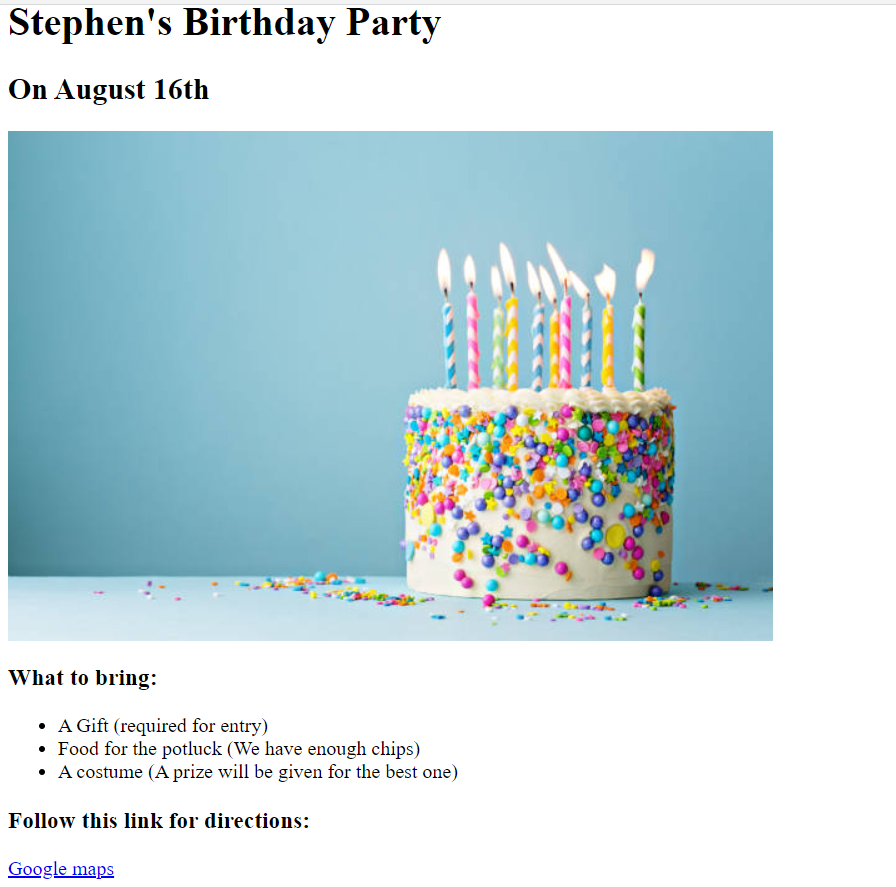 Stephen's Birthday Party
On August 16th
What to bring:
A Gift (required for entry)
Food for the potluck (We have enough chips)
A costume (A prize will be given for the best one)
Follow this link for directions:
Google maps